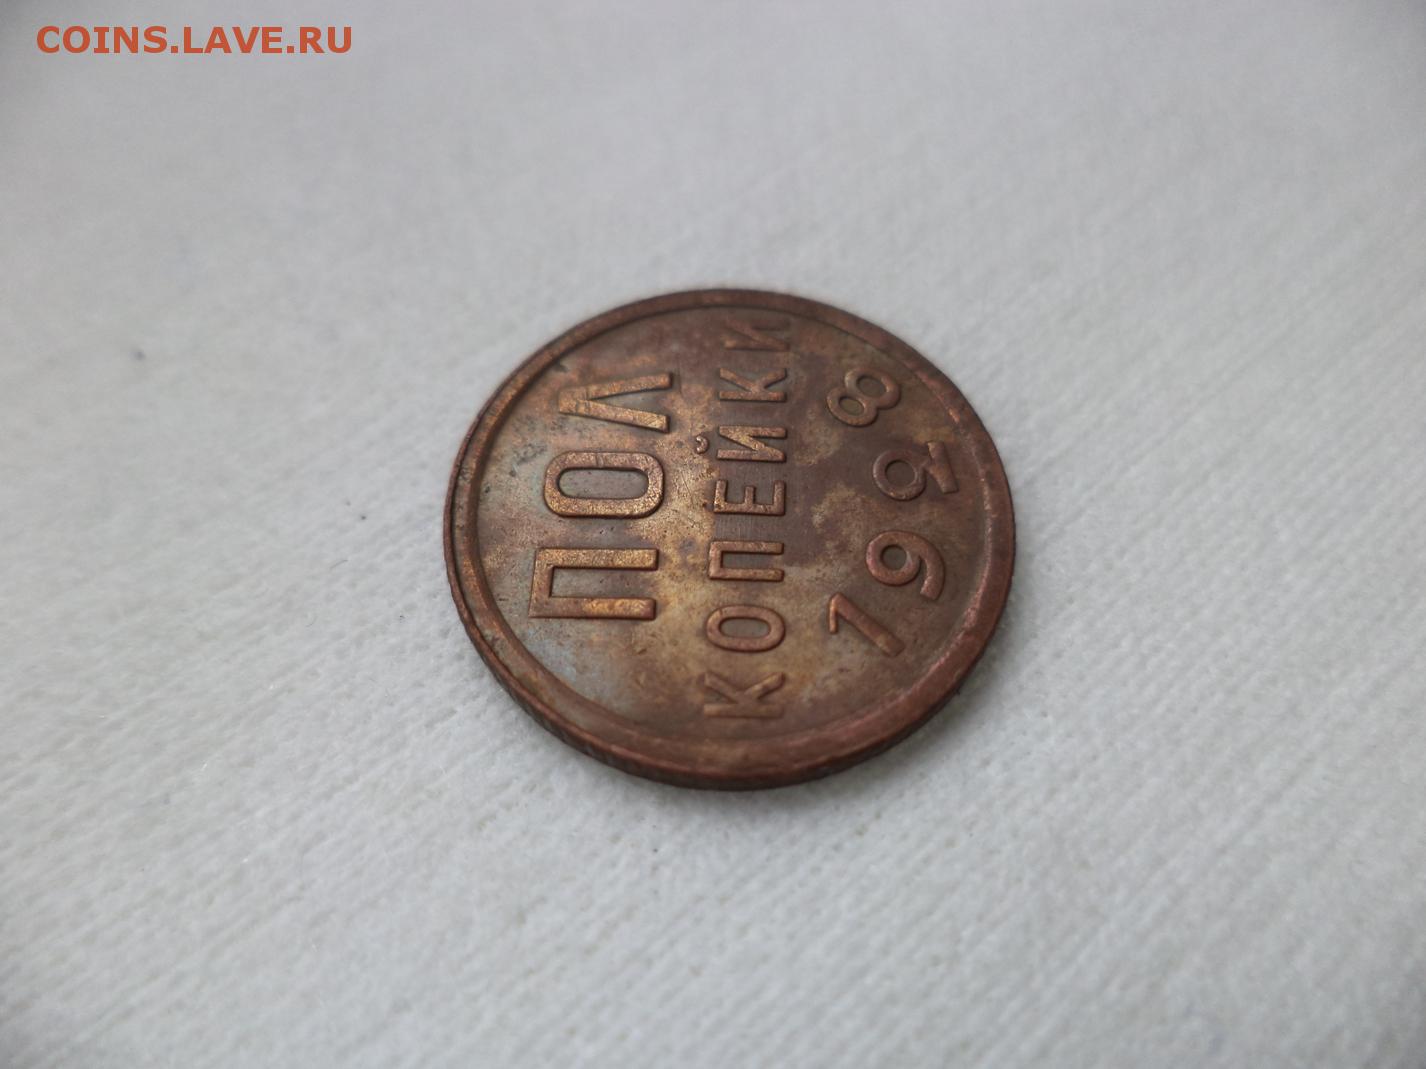 COINS.LAVE.RU
ПОЛ
КОПЕЙКИ
1928